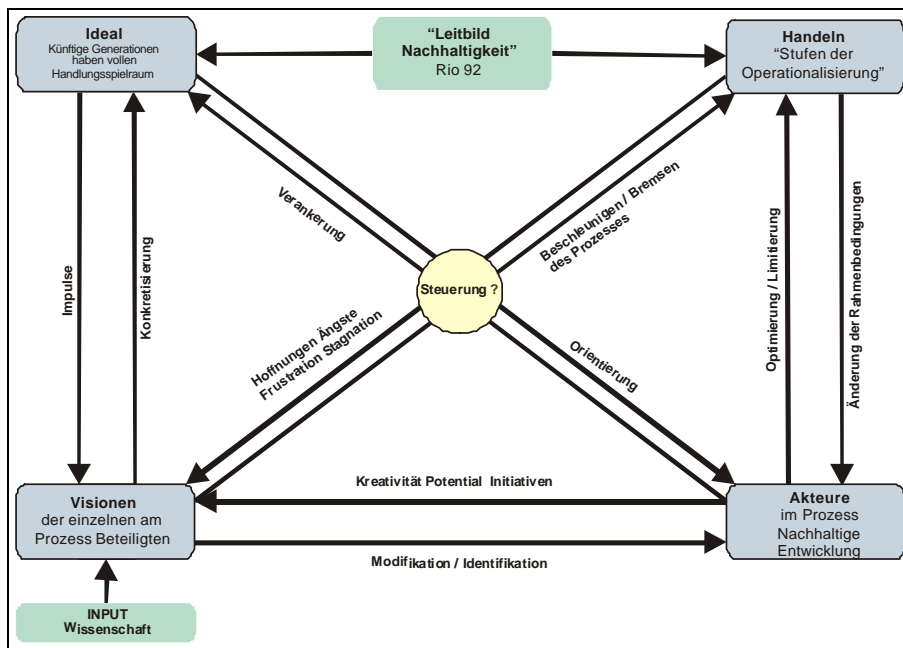 Ideal
Künftige Generationen
haben vollen
Handlungsspielraum
“Leitbild
Nachhaltigkeit”
Rio 92
Handeln
“Stufen der
Operationalisierung”
Impulse
Konkretisierung
Verankerung
Beschleunigen / Bremsen
des Prozesses
Optimierung / Limitierung
Änderung der Rahmenbedingungen
Steuerung ?
Hoffnungen Ängste
Frustration Stagnation
Orientierung
Kreativität Potential Initiativen
Visionen
der einzelnen am
Prozess Beteiligten
Akteure
im Prozess
Nachhaltige
Entwicklung
Modifikation / Identifikation
INPUT
Wissenschaft